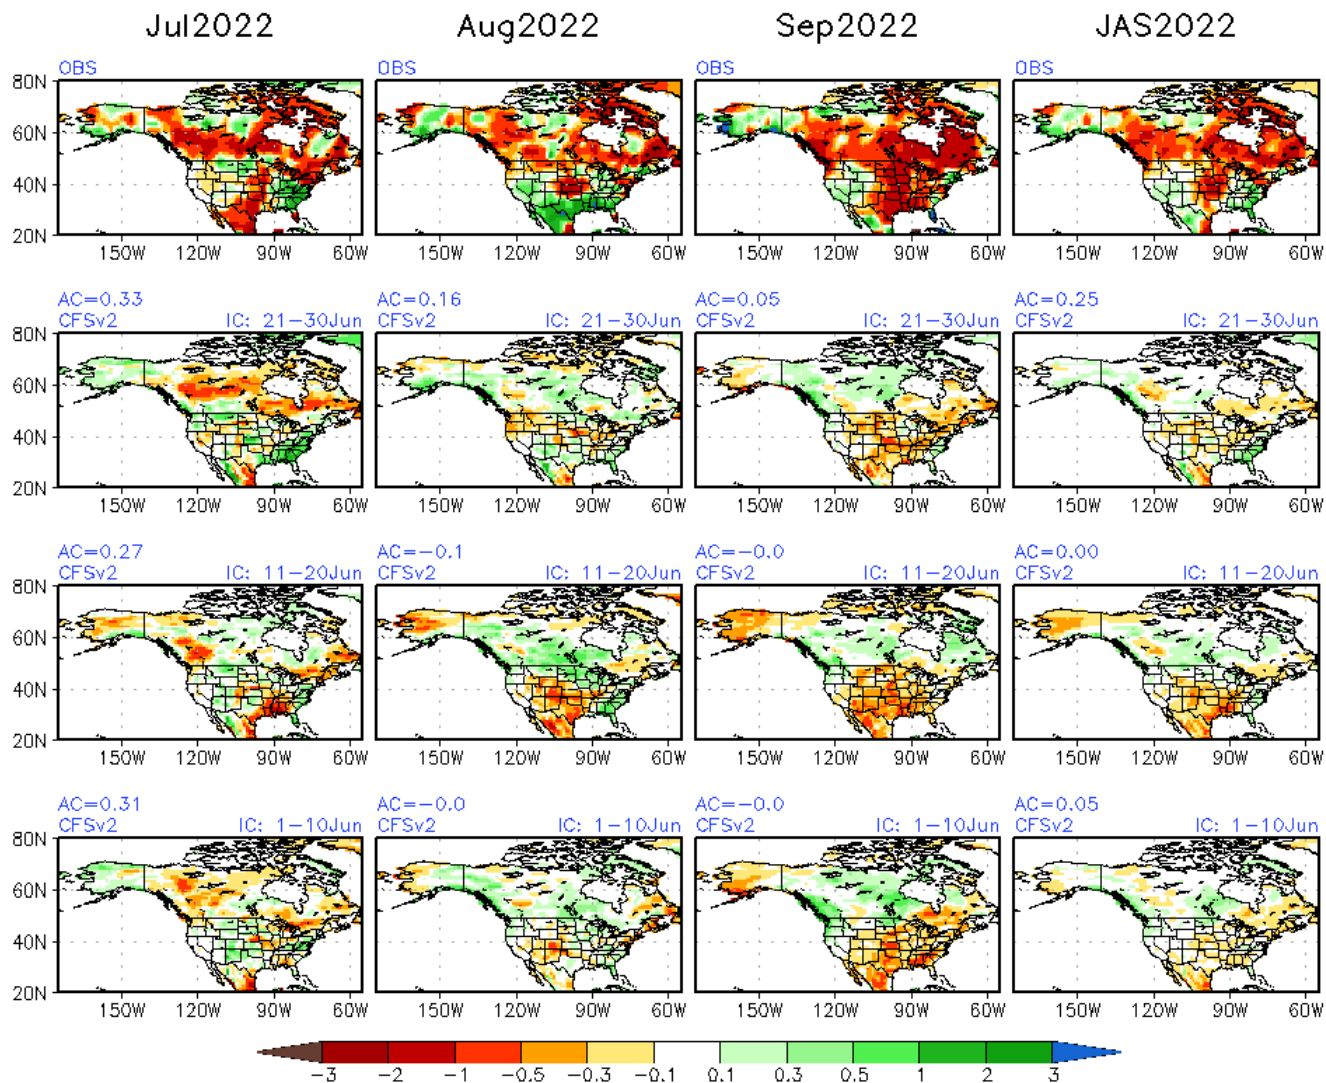 Jul2022 Aug2022 Sep2022 JAS2022
OBS OBS OBS OBS
80N
60N
40N
20N
150W 120W 90W 60W 150W 120W 90W 60W 150W 120W 90W 60W 150W 120W 90W 60W
AC=0.33 AC=0.16 AC=0.05 AC=0.25
CFSv2 IC: 21-30Jun CFSv2 IC: 21-30Jun CFSv2 IC: 21-30Jun CFSv2 IC: 21-30Jun
80N
60N
40N
20N
150W 120W 90W 60W 150W 120W 90W 60W 150W 120W 90W 60W 150W 120W 90W 60W
AC=0.27 AC=-0.1 AC=-0.0 AC=0.00
CFSv2 IC: 11-20Jun CFSv2 IC: 11-20Jun CFSv2 IC: 11-20Jun CFSv2 IC: 11-20Jun
80N
60N
40N
20N
150W 120W 90W 60W 150W 120W 90W 60W 150W 120W 90W 60W 150W 120W 90W 60W
AC=0.31 AC=-0.0 AC=-0.0 AC=0.05
CFSv2 IC: 1-10Jun CFSv2 IC: 1-10Jun CFSv2 IC: 1-10Jun CFSv2 IC: 1-10Jun
80N
60N
40N
20N
150W 120W 90W 60W 150W 120W 90W 60W 150W 120W 90W 60W 150W 120W 90W 60W
-3 -2 -1 -0.5 -0.3 -0.1 0.1 0.3 0.5 1 2 3